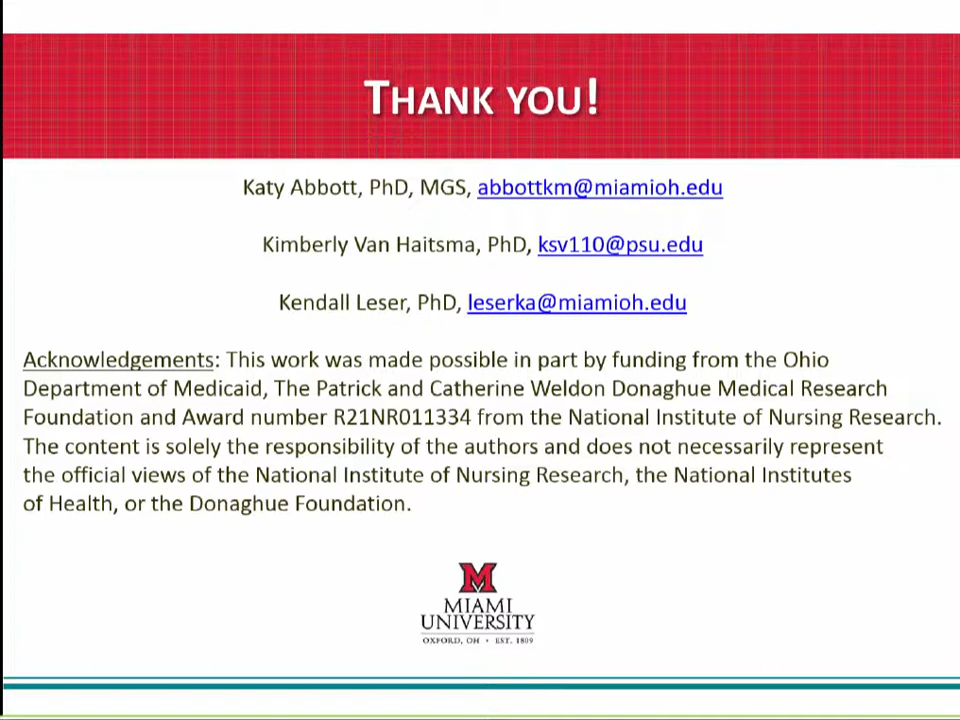 THANK YOU!
Katy Abbott, PhD, MGS, abbottkm@miamioh.edu
Kimberly Van Haitsma, PhD, ksv110@psu.edu
Kendall Leser, PhD, leserka@miamioh.edu
Acknowledgements: This work was made possible in part by funding from the Ohio
Department of Medicaid, The Patrick and Catherine Weldon Donaghue Medical Research
Foundation and Award number R21NR011334 from the National Institute of Nursing Research.
The content is solely the responsibility of the authors and does not necessarily represent
the official views of the National Institute of Nursing Research, the National Institutes
of Health, or the Donaghue Foundation.
M
MIAMI
UNIVERSITY
OXFORD, OH • EST. 1809